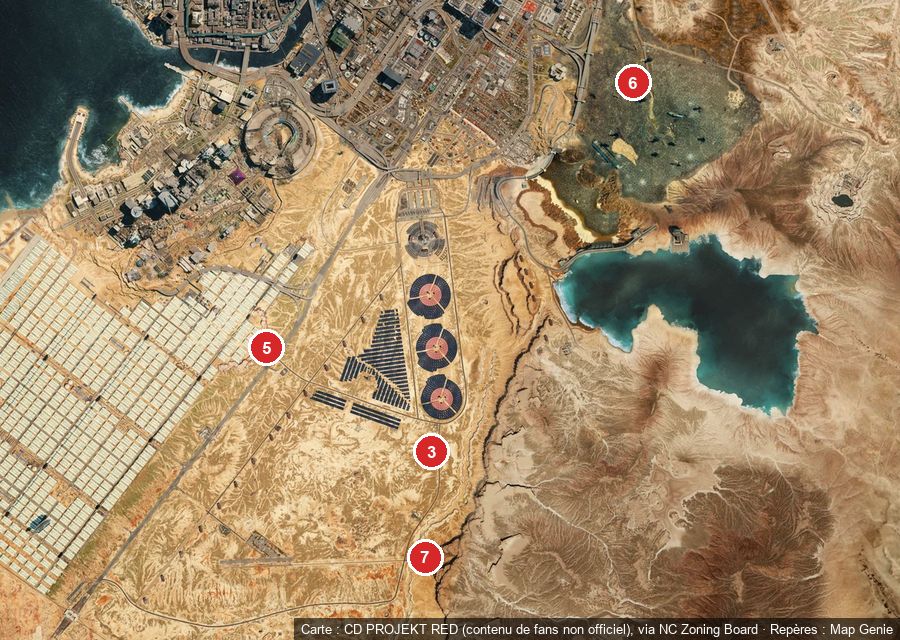 6
5
3
7
Carte : CD PROJEKT RED (contenu de fans non officiel), via NC Zoning Board · Repères : Map Genie